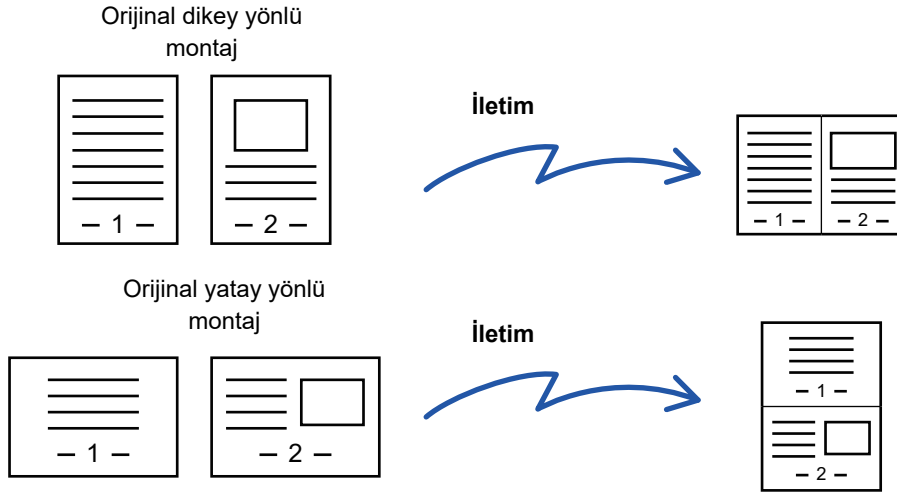 Orijinal dikey yönlü
montaj
İletim
– 1 –
– 2 –
– 1 –
– 2 –
Orijinal yatay yönlü
montaj
İletim
– 1 –
– 2 –
– 1 –
– 2 –